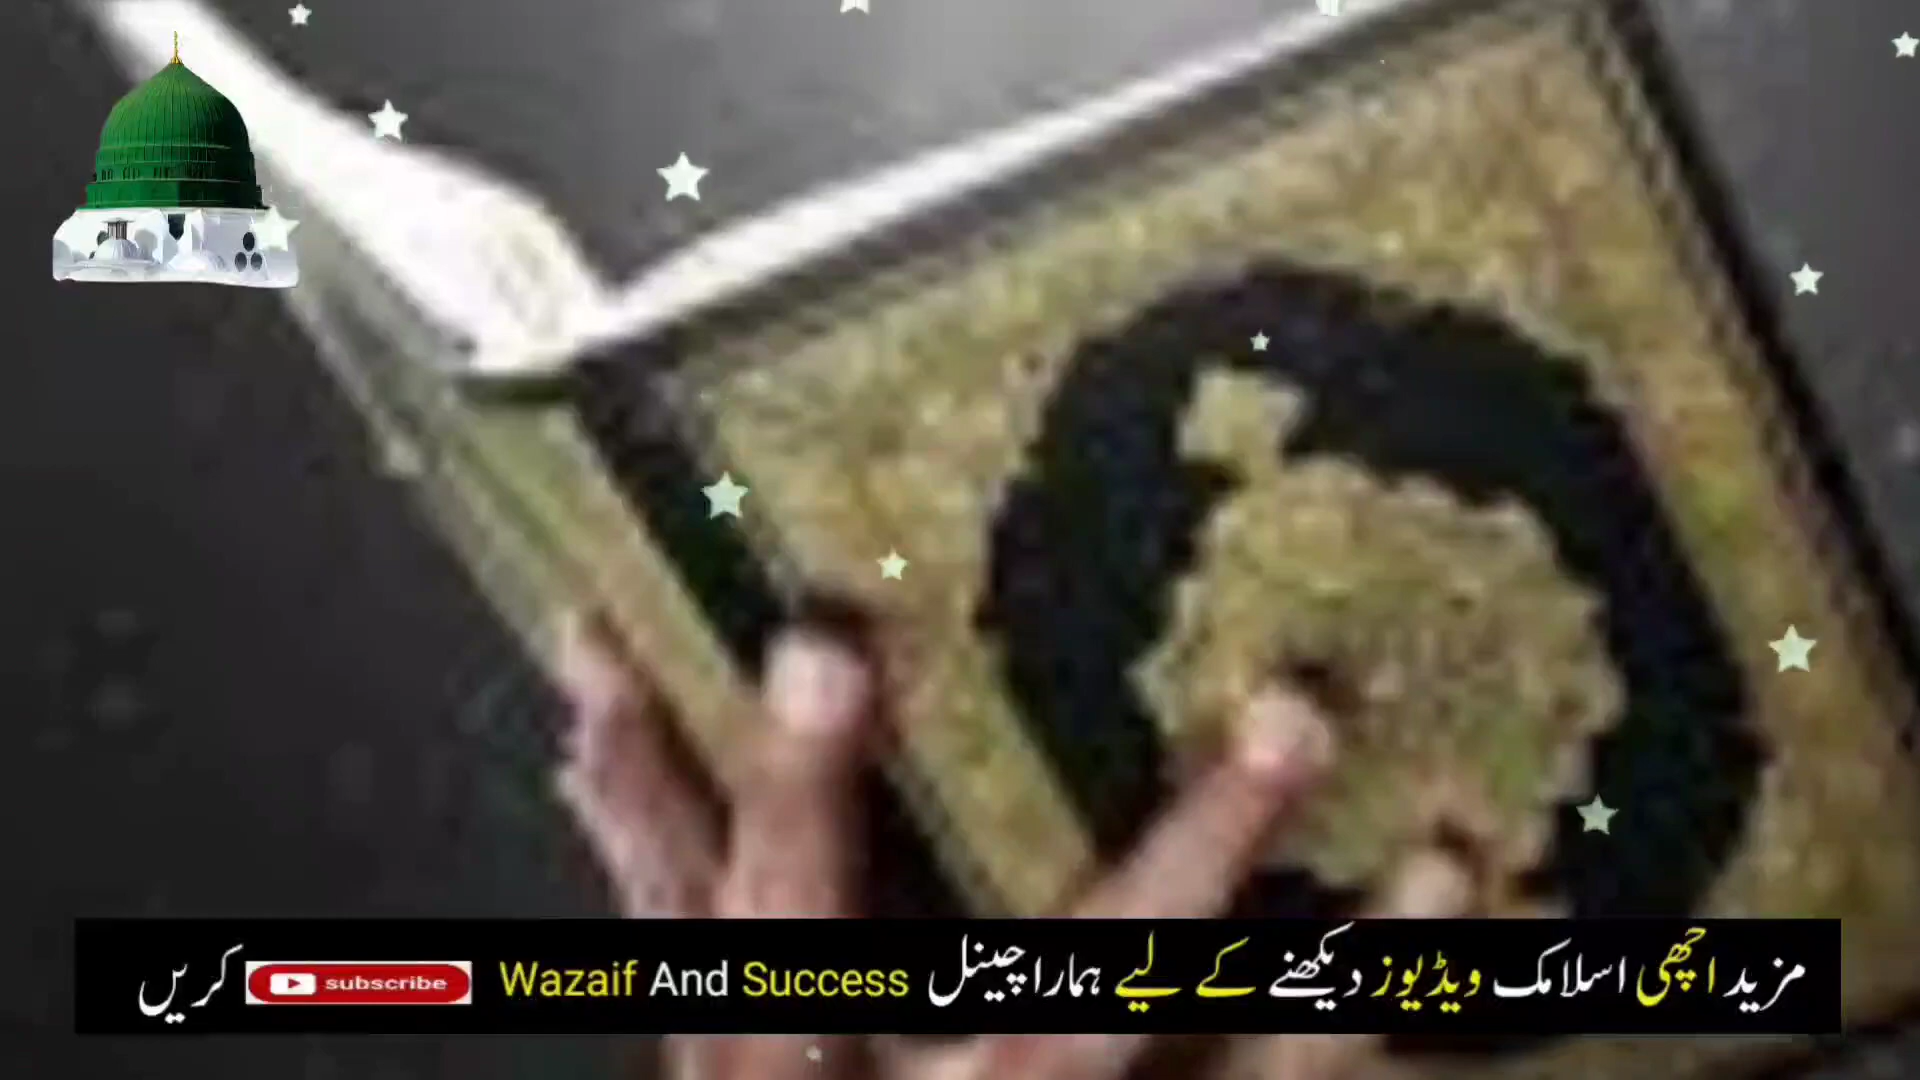 مزید اچھی اسلامک ویڈیوز دیکھنے کے لیے ہمارا چینل Wazaif And Success subscribe کریں